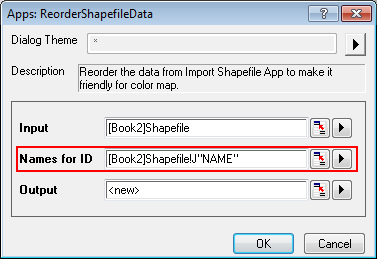 Apps: ReorderShapefileData
Dialog Theme *
Description Reorder the data from Import Shapefile App to make it
friendly for color map.
Input [Book2]Shapefile
Names for ID [Book2]Shapefile!J"NAME"
Output <new>
OK Cancel